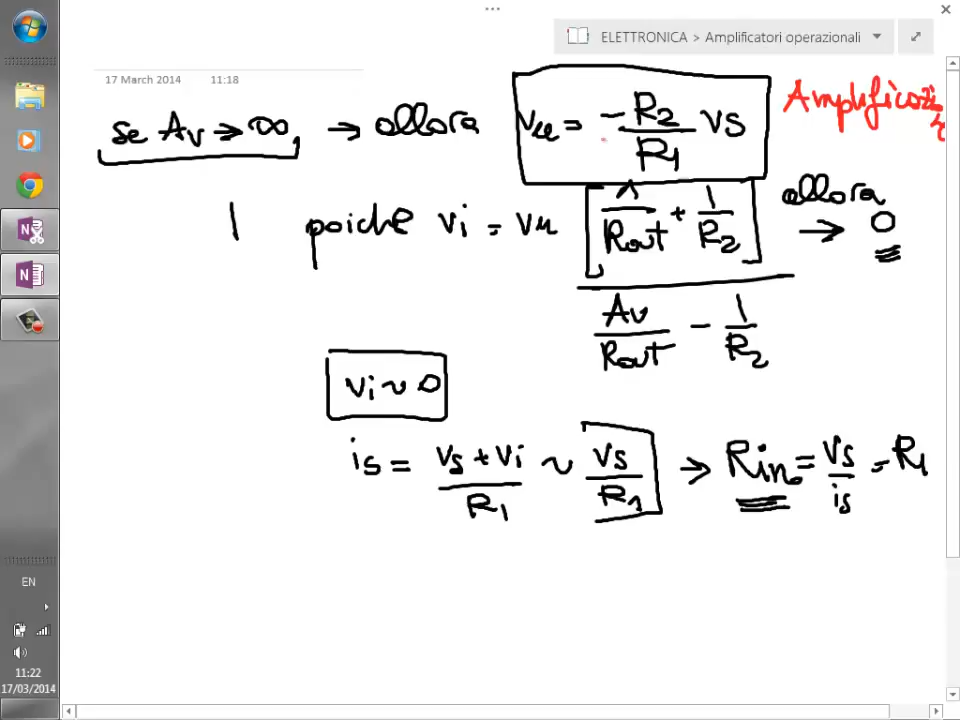 ELETTRONICA > Amplificatori operazionali
17 March 2014 11:18
se Av → ∞ → allora vu = -R2/R1 vs
poiché vi = vu [1/Rout + 1/R2] / (Av/Rout - 1/R2) allora → 0
vi ~ 0
is = vs + vi / R1 ~ vs/R1 → Rin = vs/is = R1
EN
11:22
17/03/2014